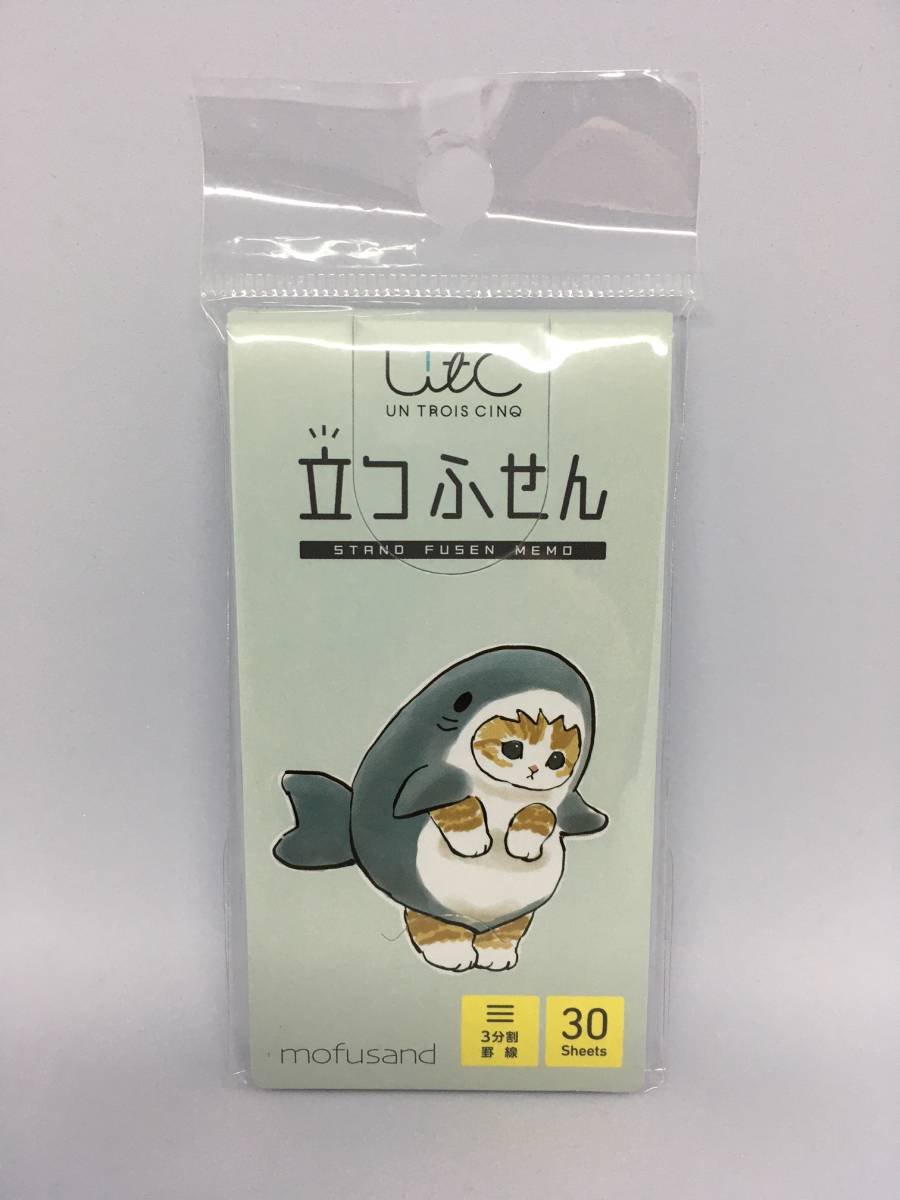 UtC
UN TROIS CINQ
立つふせん
STAND FUSEN MEMO
mofusand
3分割
罫線
30
Sheets